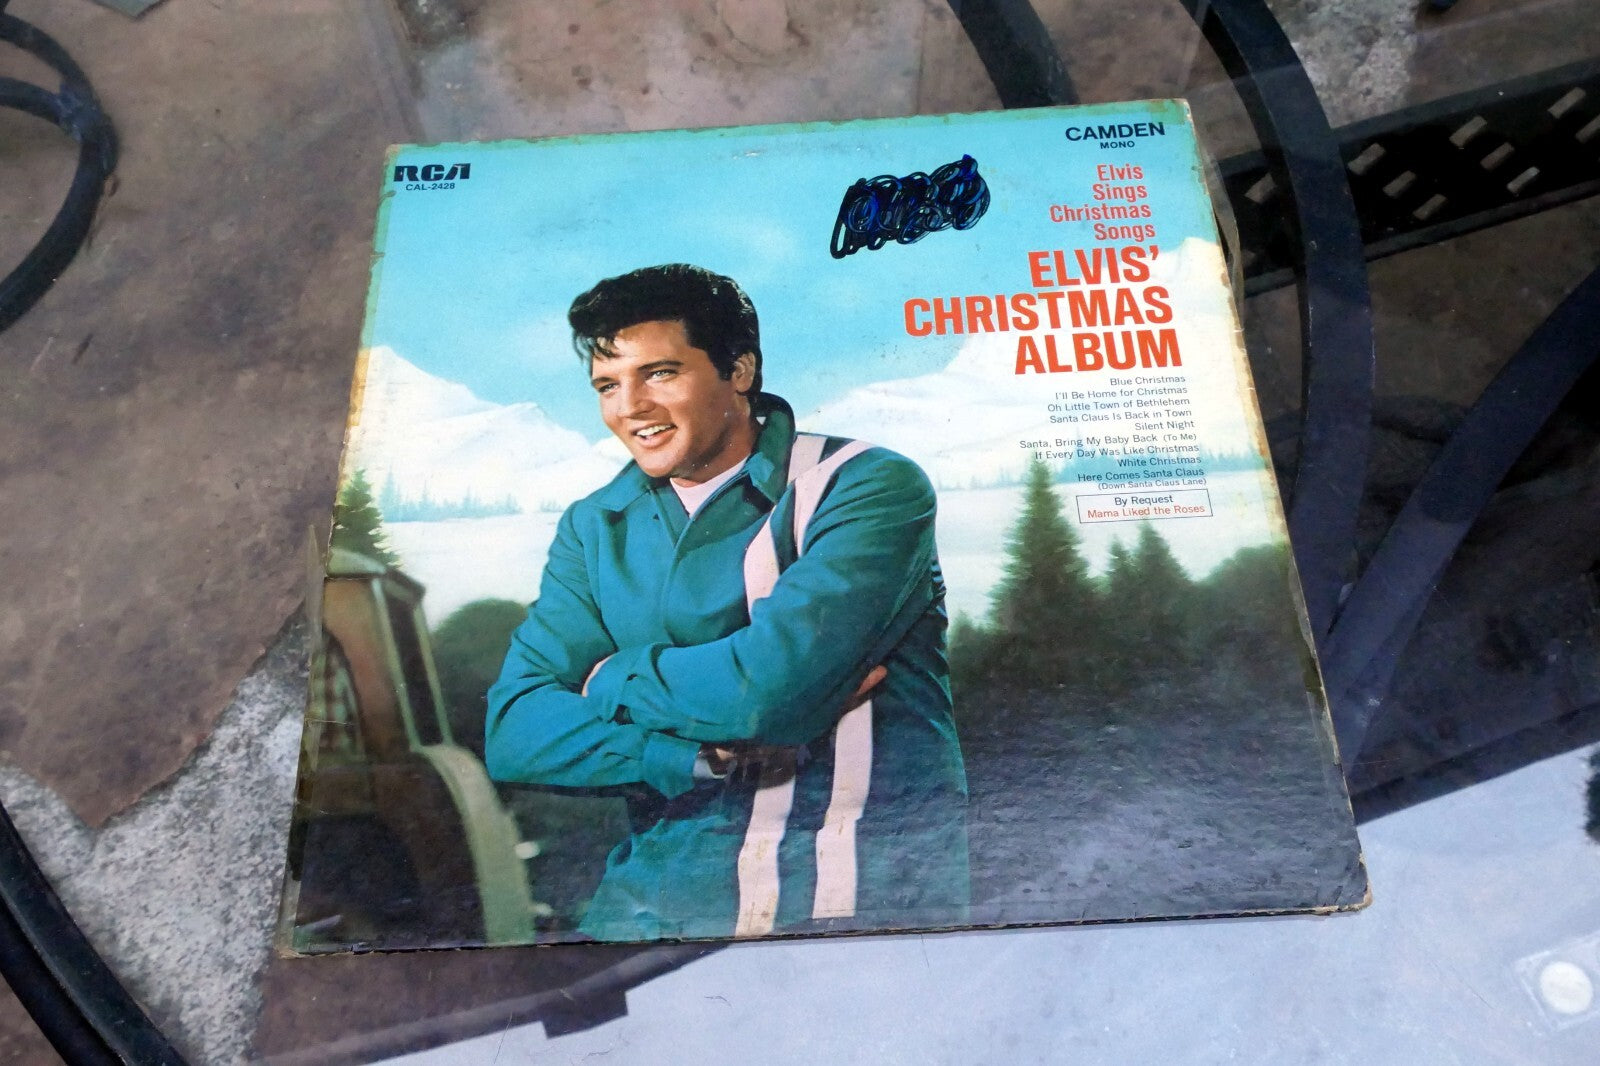 RCA
CAL-2428
CAMDEN
MONO
Elvis
Sings
Christmas
Songs
ELVIS'
CHRISTMAS
ALBUM
Blue Christmas
I'll Be Home for Christmas
Oh Little Town of Bethlehem
Santa Claus Is Back in Town
Silent Night
Santa, Bring My Baby Back (To Me)
If Every Day Was Like Christmas
White Christmas
Here Comes Santa Claus
(Down Santa Claus Lane)
By Request
Mama Liked the Roses